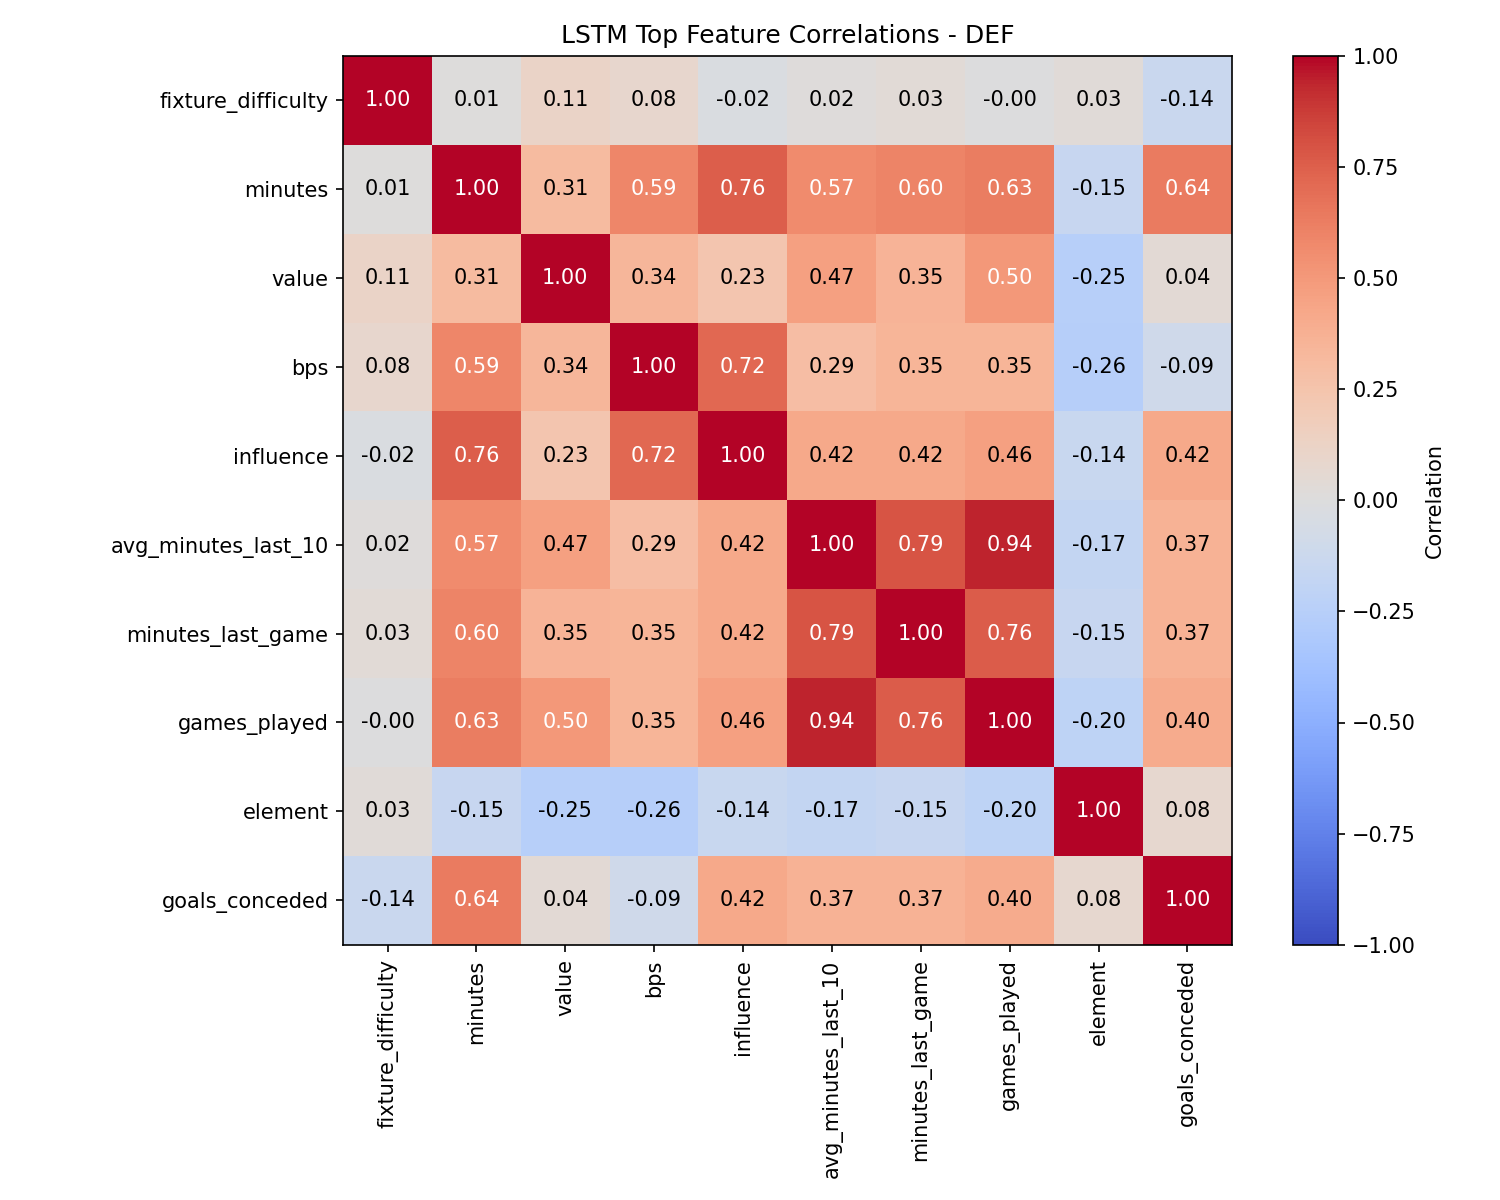 LSTM Top Feature Correlations - DEF
fixture_difficulty 1.00 0.01 0.11 0.08 -0.02 0.02 0.03 -0.00 0.03 -0.14
minutes 0.01 1.00 0.31 0.59 0.76 0.57 0.60 0.63 -0.15 0.64
value 0.11 0.31 1.00 0.34 0.23 0.47 0.35 0.50 -0.25 0.04
bps 0.08 0.59 0.34 1.00 0.72 0.29 0.35 0.35 -0.26 -0.09
influence -0.02 0.76 0.23 0.72 1.00 0.42 0.42 0.46 -0.14 0.42
avg_minutes_last_10 0.02 0.57 0.47 0.29 0.42 1.00 0.79 0.94 -0.17 0.37
minutes_last_game 0.03 0.60 0.35 0.35 0.42 0.79 1.00 0.76 -0.15 0.37
games_played -0.00 0.63 0.50 0.35 0.46 0.94 0.76 1.00 -0.20 0.40
element 0.03 -0.15 -0.25 -0.26 -0.14 -0.17 -0.15 -0.20 1.00 0.08
goals_conceded -0.14 0.64 0.04 -0.09 0.42 0.37 0.37 0.40 0.08 1.00
fixture_difficulty
minutes
value
bps
influence
avg_minutes_last_10
minutes_last_game
games_played
element
goals_conceded
1.00
0.75
0.50
0.25
0.00
−0.25
−0.50
−0.75
−1.00
Correlation